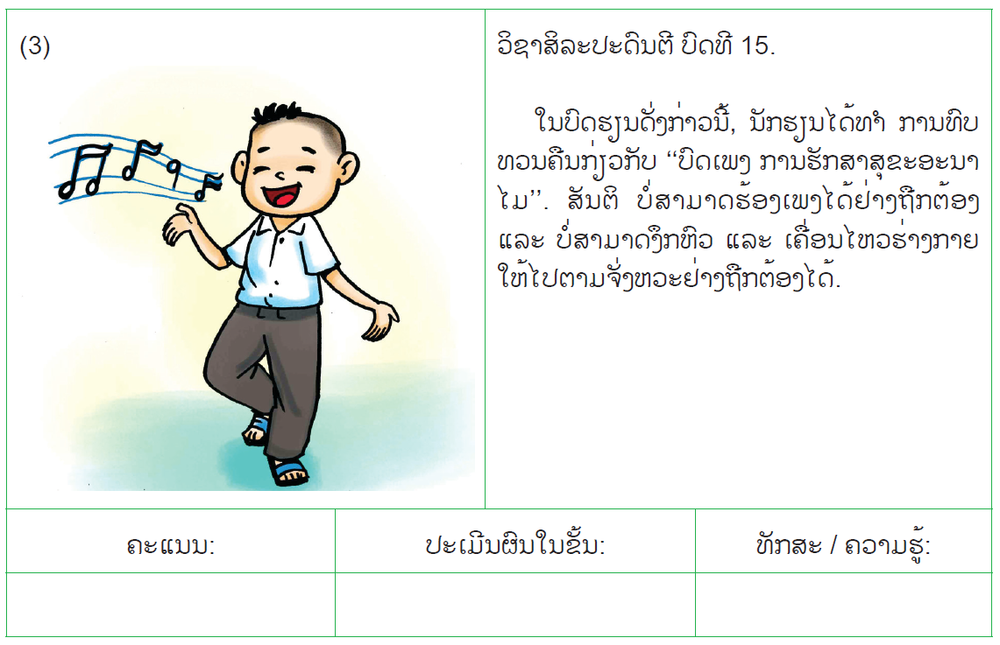 (3)
ວິຊາສິລະປະດົນຕີ ບົດທີ 15.
ໃນບົດຮຽນດັ່ງກ່າວນີ້, ນັກຮຽນໄດ້ທຳ ການທົບ
ທວນຄືນກ່ຽວກັບ “ບົດເພງ ການຮັກສາສຸຂະອະນາ
ໄມ”. ສັນຕິ ບໍ່ສາມາດຮ້ອງເພງໄດ້ຢ່າງຖືກຕ້ອງ
ແລະ ບໍ່ສາມາດງຶກຫົວ ແລະ ເຄື່ອນໄຫວຮ່າງກາຍ
ໃຫ້ໄປຕາມຈັ່ງຫວະຢ່າງຖືກຕ້ອງໄດ້.
ຄະແນນ:
ປະເມີນຜົນໃນຂັ້ນ:
ທັກສະ / ຄວາມຮູ້: